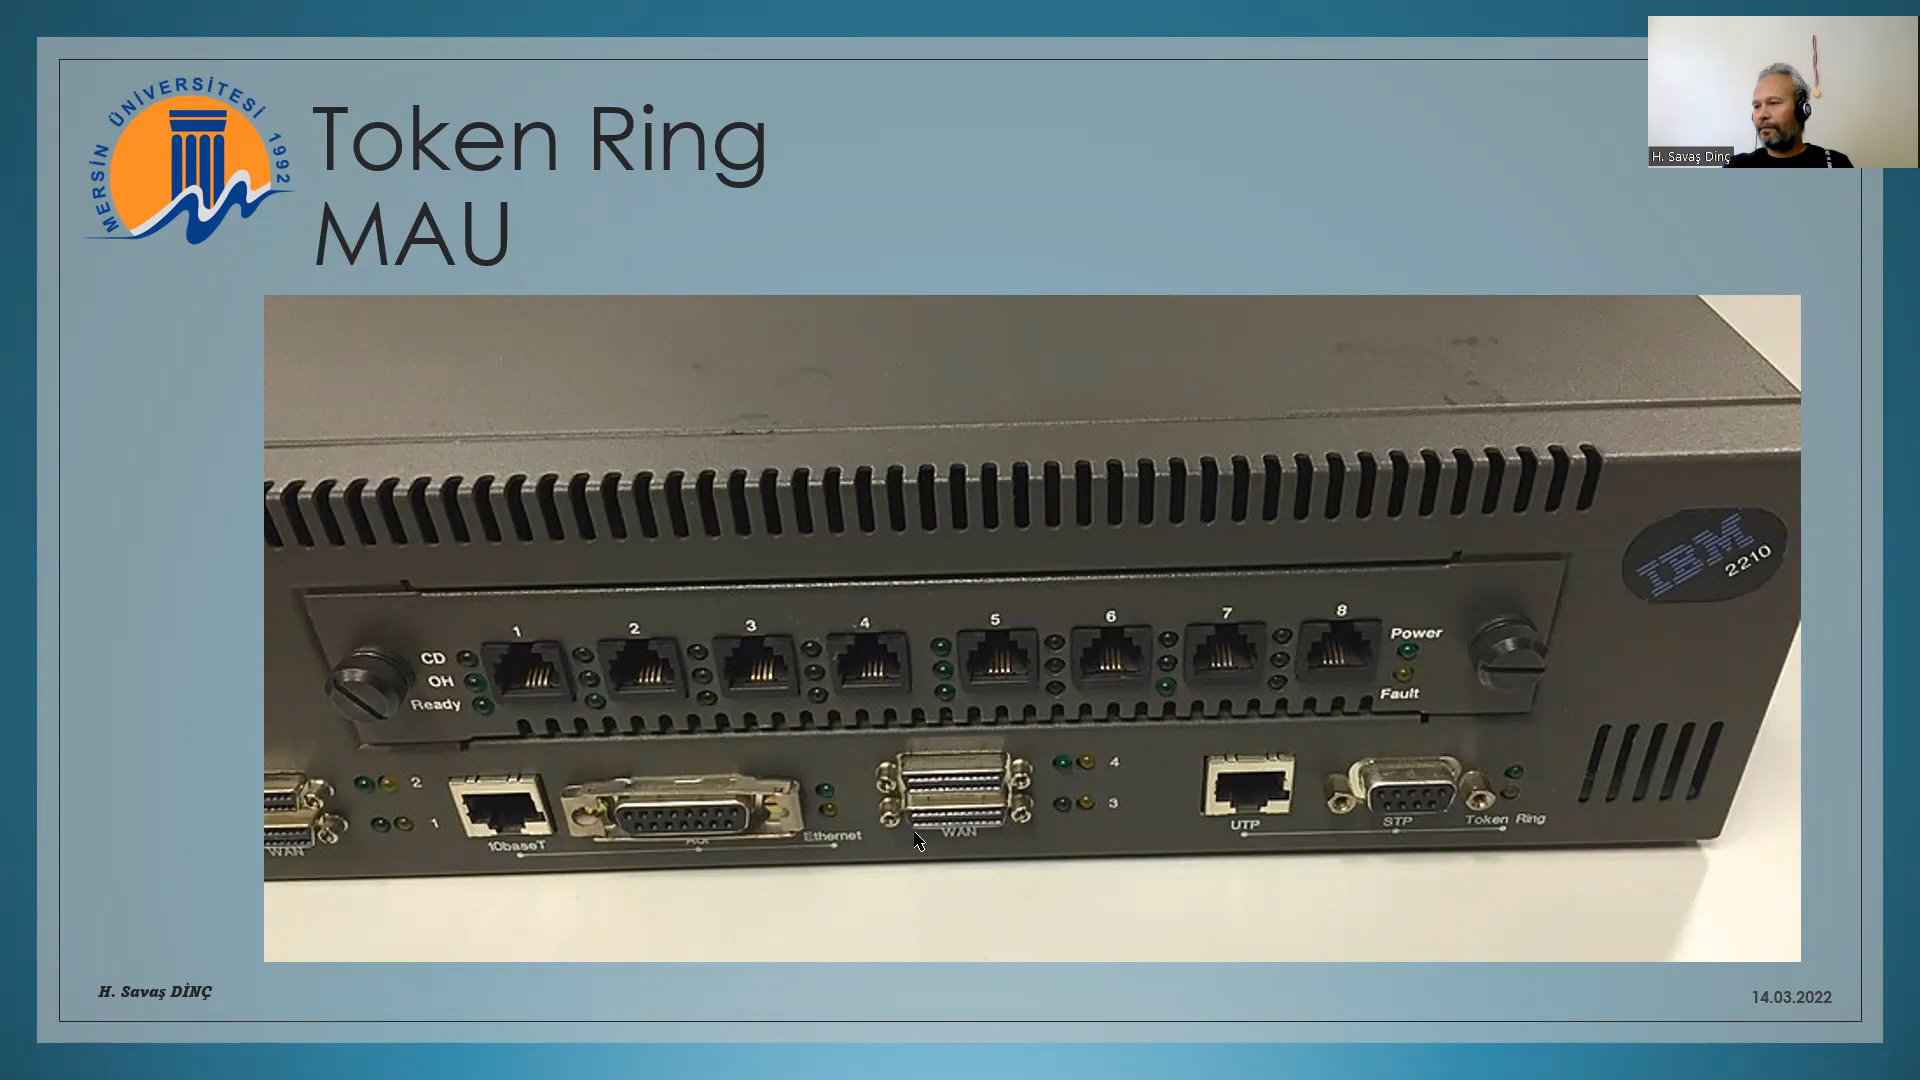 MERSİN ÜNİVERSİTESİ 1992
Token Ring
MAU
H. Savaş Dinç
IBM
2210
1 2 3 4 5 6 7 8
CD
OH
Ready
Power
Fault
2
1
4
3
WAN
10baseT
AUI
Ethernet
WAN
UTP
STP
Token Ring
H. Savaş DİNÇ
14.03.2022